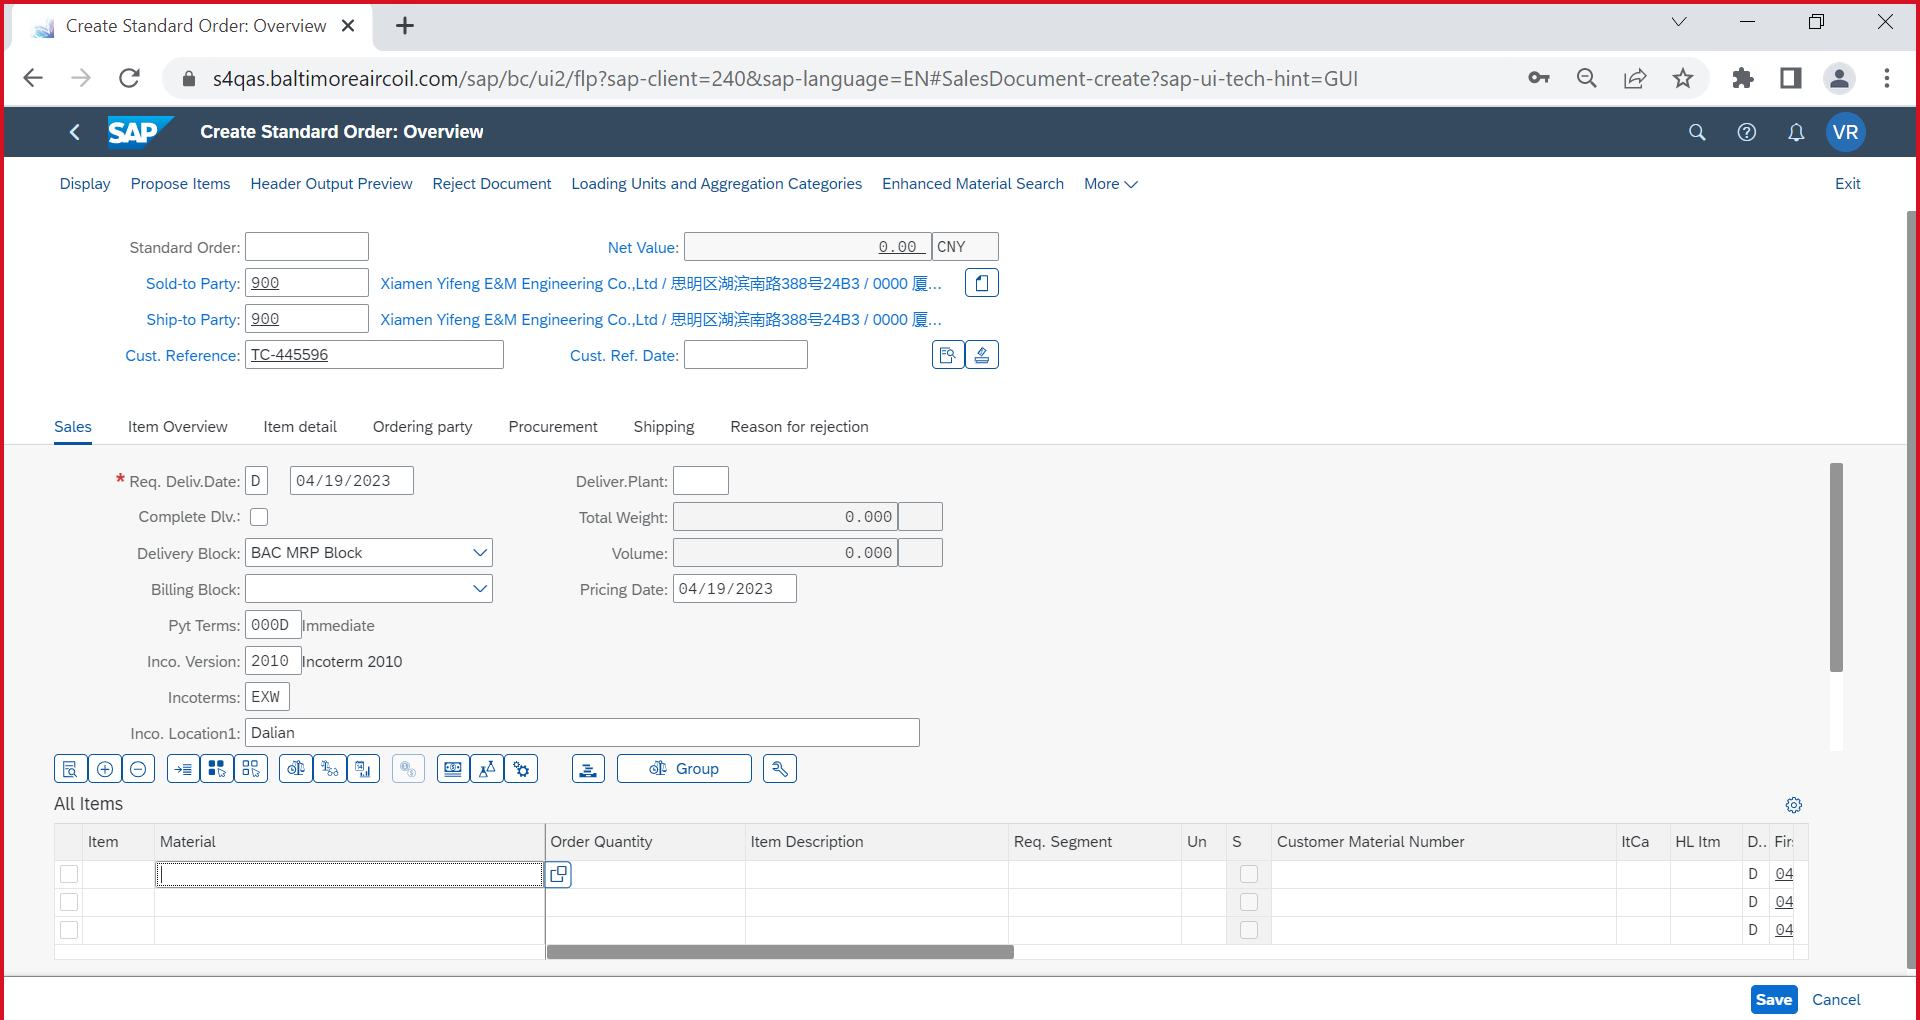 Create Standard Order: Overview
s4qas.baltimoreaircoil.com/sap/bc/ui2/flp?sap-client=240&sap-language=EN#SalesDocument-create?sap-ui-tech-hint=GUI
SAP Create Standard Order: Overview VR
Display Propose Items Header Output Preview Reject Document Loading Units and Aggregation Categories Enhanced Material Search More Exit
Standard Order: Net Value: 0.00 CNY
Sold-to Party: 900 Xiamen Yifeng E&M Engineering Co.,Ltd / 思明区湖滨南路388号24B3 / 0000 厦...
Ship-to Party: 900 Xiamen Yifeng E&M Engineering Co.,Ltd / 思明区湖滨南路388号24B3 / 0000 厦...
Cust. Reference: TC-445596 Cust. Ref. Date:
Sales Item Overview Item detail Ordering party Procurement Shipping Reason for rejection
* Req. Deliv.Date: D 04/19/2023 Deliver.Plant:
Complete Dlv.: Total Weight: 0.000
Delivery Block: BAC MRP Block Volume: 0.000
Billing Block: Pricing Date: 04/19/2023
Pyt Terms: 000D Immediate
Inco. Version: 2010 Incoterm 2010
Incoterms: EXW
Inco. Location1: Dalian
Group
All Items
Item Material Order Quantity Item Description Req. Segment Un S Customer Material Number ItCa HL Itm D.. Fir
D 04
D 04
D 04
Save Cancel